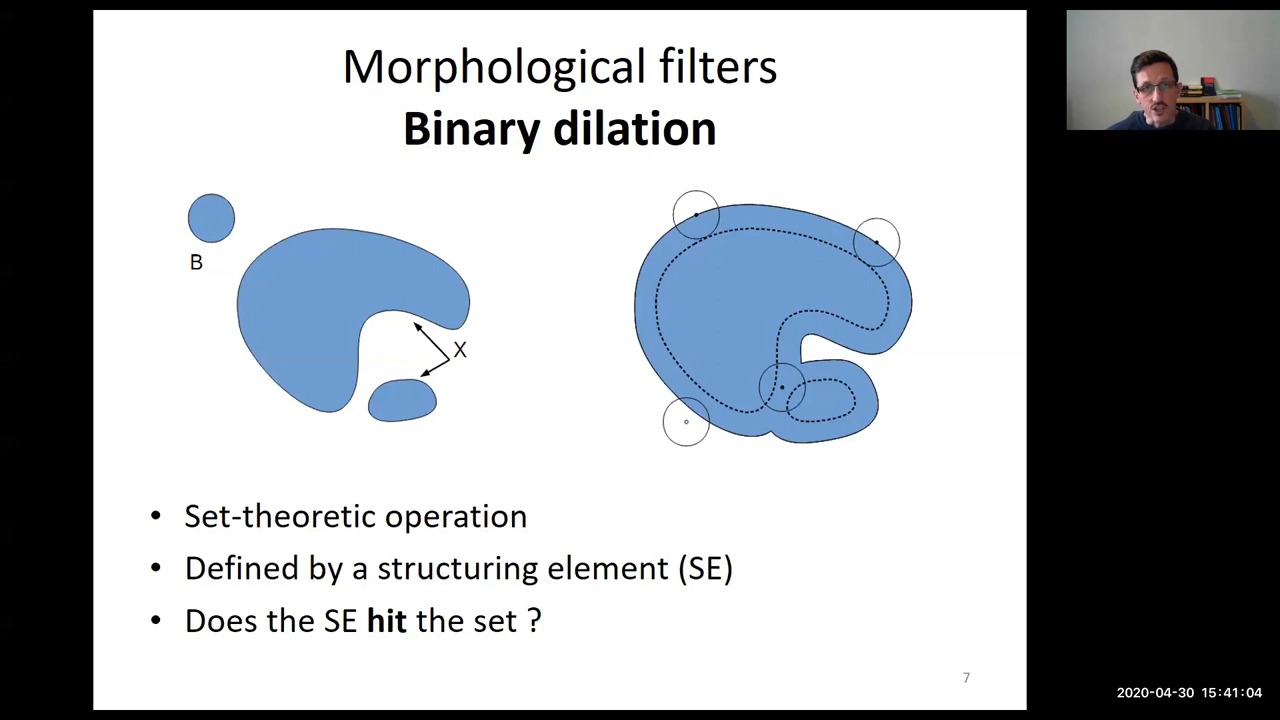 Morphological filters
Binary dilation
B
X
• Set-theoretic operation
• Defined by a structuring element (SE)
• Does the SE hit the set ?
7
2020-04-30 15:41:04